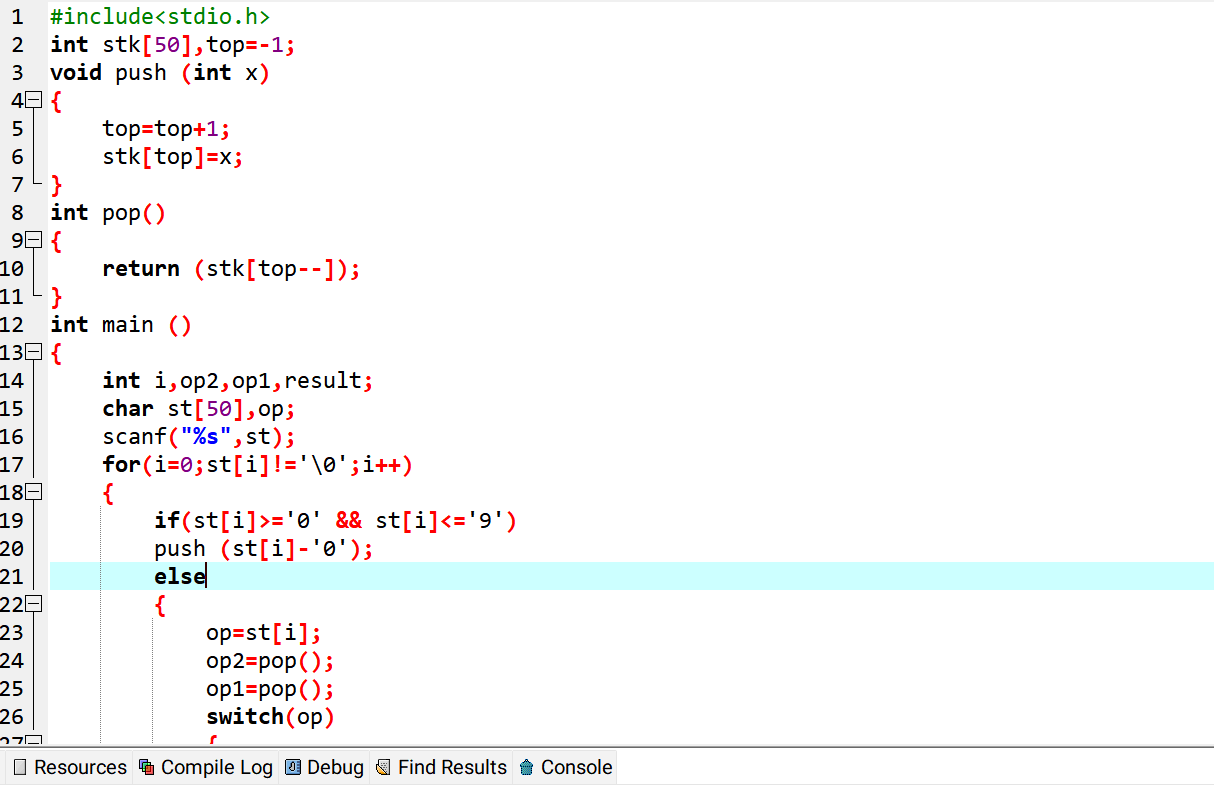 1 #include<stdio.h>
2 int stk[50],top=-1;
3 void push (int x)
4 {
5     top=top+1;
6     stk[top]=x;
7 }
8 int pop()
9 {
10     return (stk[top--]);
11 }
12 int main ()
13 {
14     int i,op2,op1,result;
15     char st[50],op;
16     scanf("%s",st);
17     for(i=0;st[i]!='\0';i++)
18     {
19         if(st[i]>='0' && st[i]<='9')
20         push (st[i]-'0');
21         else
22         {
23             op=st[i];
24             op2=pop();
25             op1=pop();
26             switch(op)
27             {
Resources Compile Log Debug Find Results Console